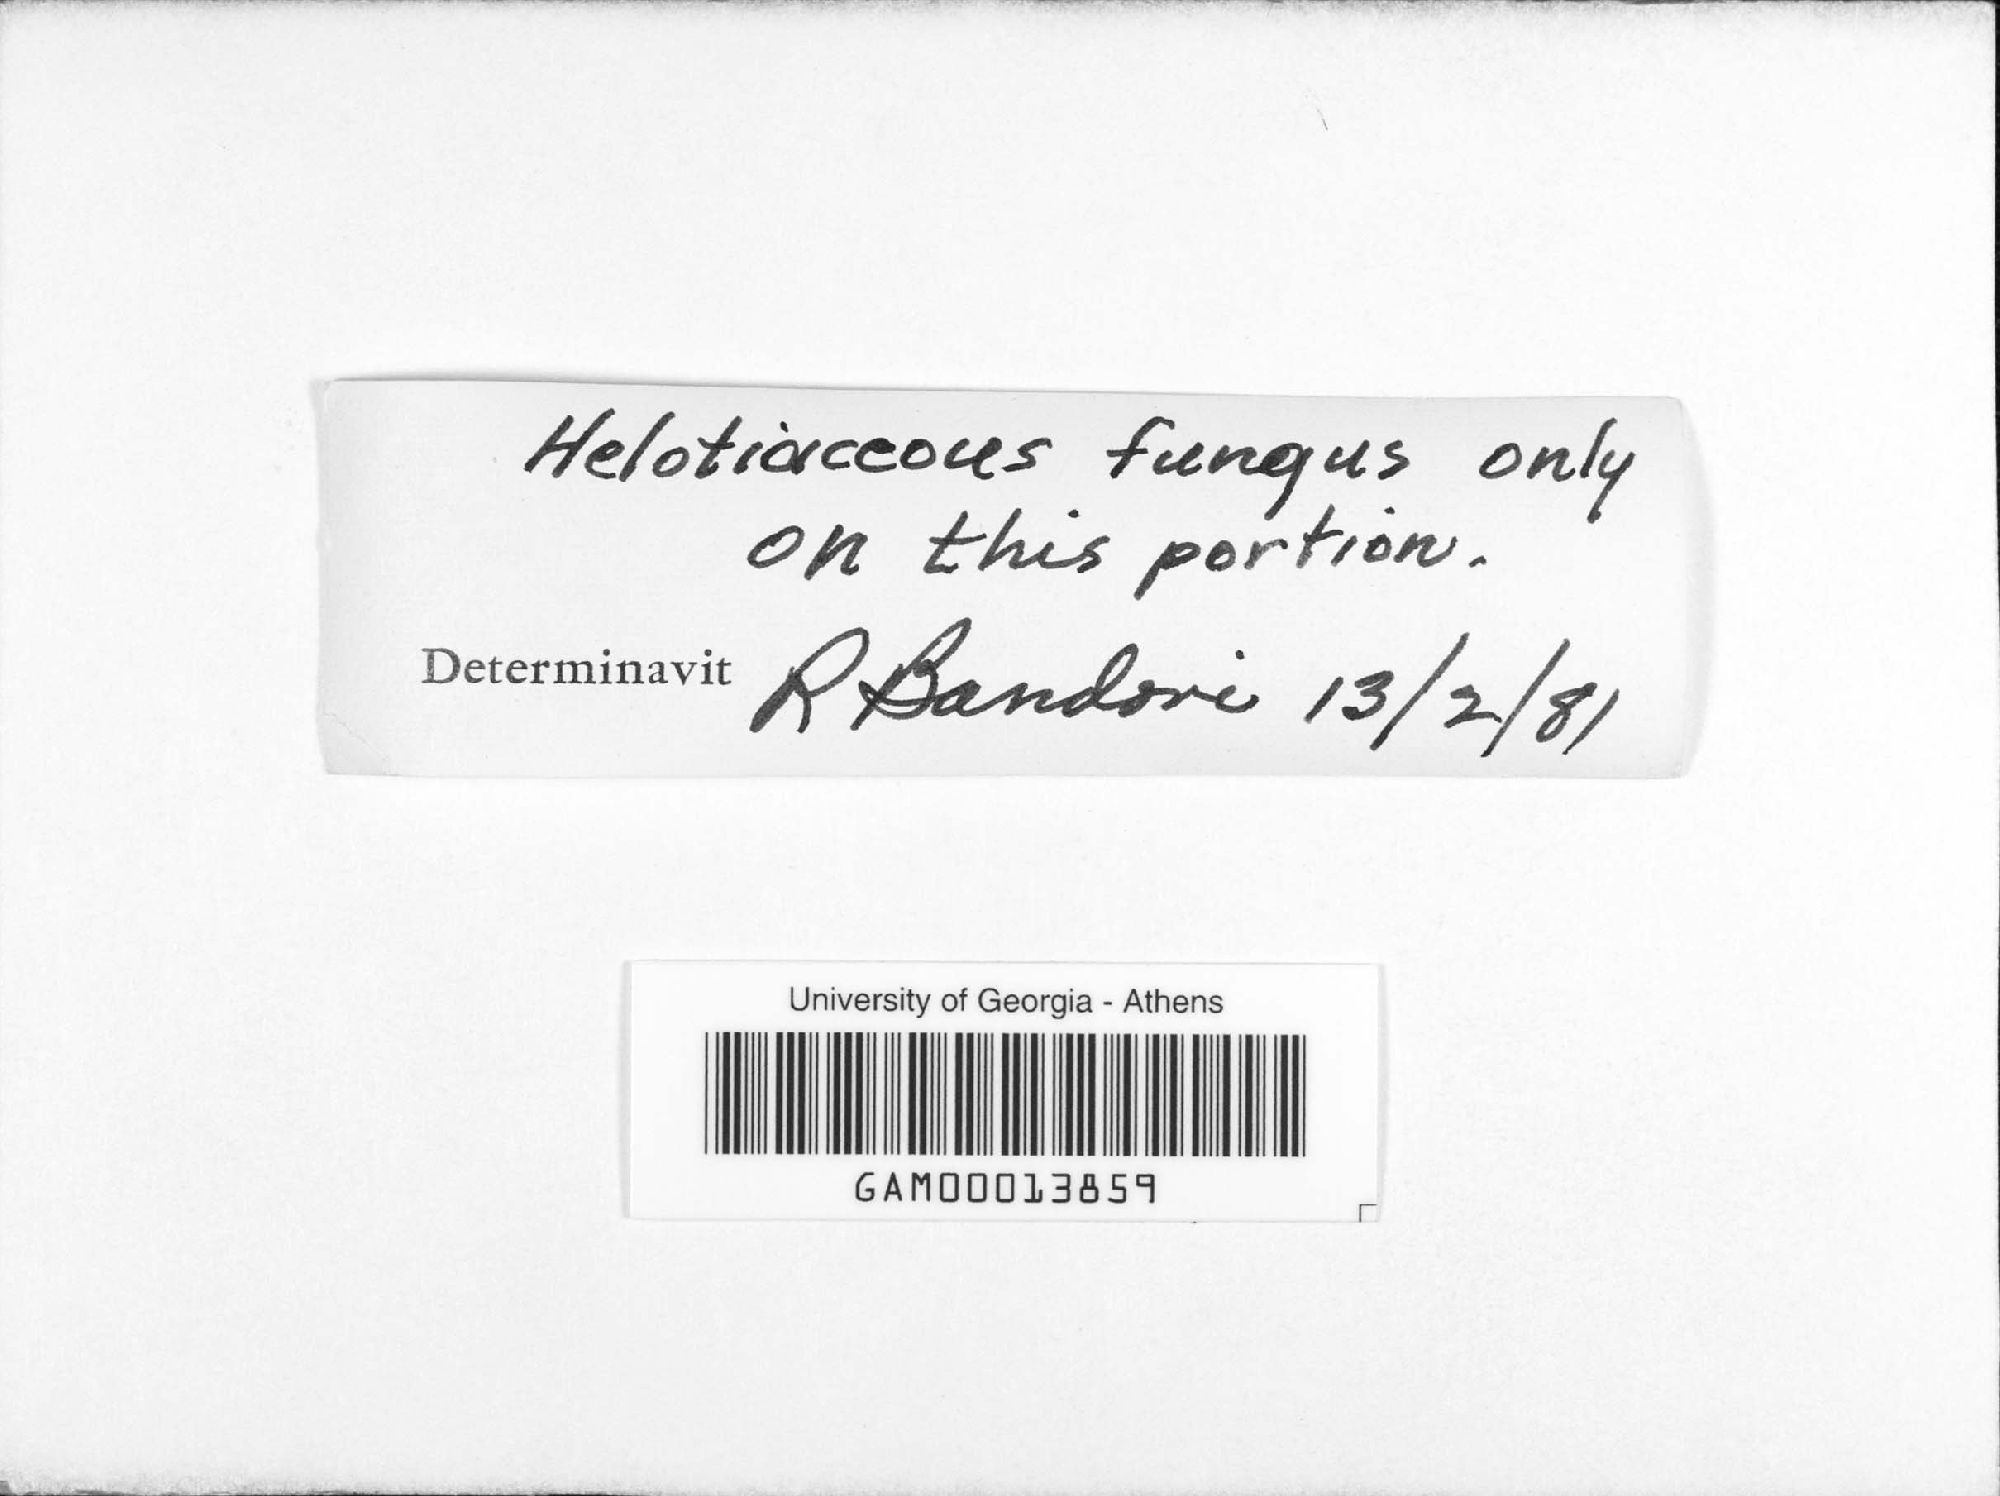 Helotiaceous fungus only
on this portion.
Determinavit R Bandoni 13/2/81
University of Georgia - Athens
GAM00013859